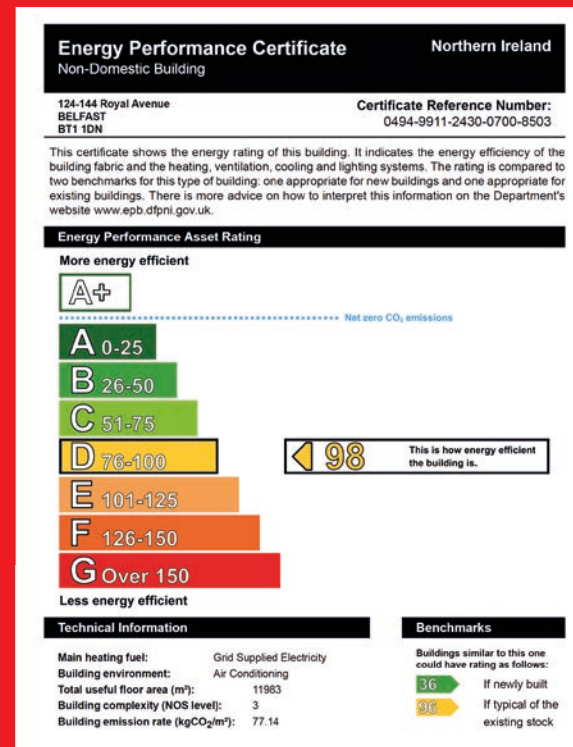 Energy Performance Certificate
Northern Ireland
Non-Domestic Building
124-144 Royal Avenue
BELFAST
BT1 1DN
Certificate Reference Number:
0494-9911-2430-0700-8503
This certificate shows the energy rating of this building. It indicates the energy efficiency of the
building fabric and the heating, ventilation, cooling and lighting systems. The rating is compared to
two benchmarks for this type of building: one appropriate for new buildings and one appropriate for
existing buildings. There is more advice on how to interpret this information on the Department's
website www.epb.dfpni.gov.uk.
Energy Performance Asset Rating
More energy efficient
A+
Net zero CO₂ emissions
A 0-25
B 26-50
C 51-75
D 76-100
98
This is how energy efficient
the building is.
E 101-125
F 126-150
G Over 150
Less energy efficient
Technical Information
Main heating fuel: Grid Supplied Electricity
Building environment: Air Conditioning
Total useful floor area (m²): 11983
Building complexity (NOS level): 3
Building emission rate (kgCO₂/m²): 77.14
Benchmarks
Buildings similar to this one
could have rating as follows:
36 If newly built
96 If typical of the
existing stock